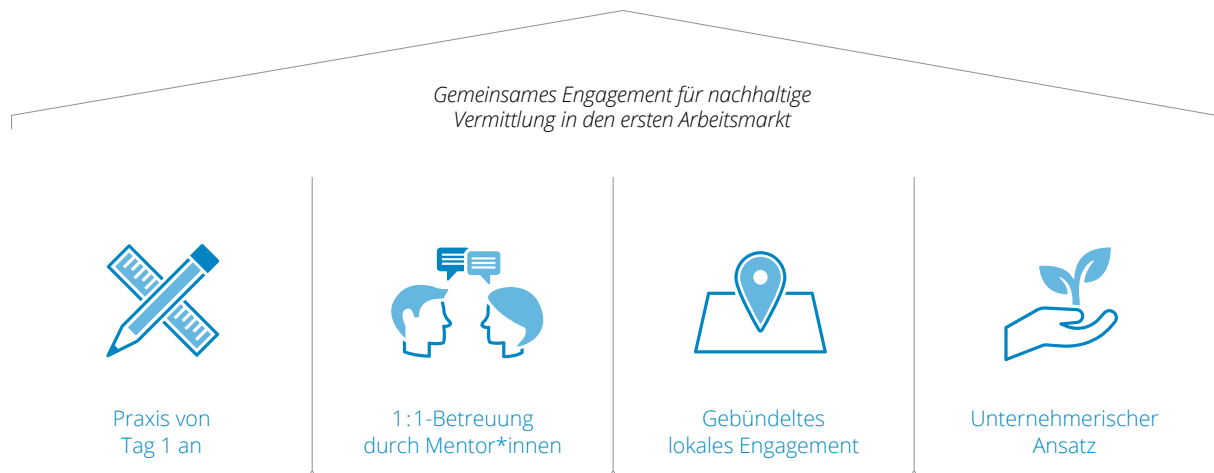 Gemeinsames Engagement für nachhaltige
Vermittlung in den ersten Arbeitsmarkt
Praxis von
Tag 1 an
1:1-Betreuung
durch Mentor*innen
Gebündeltes
lokales Engagement
Unternehmerischer
Ansatz